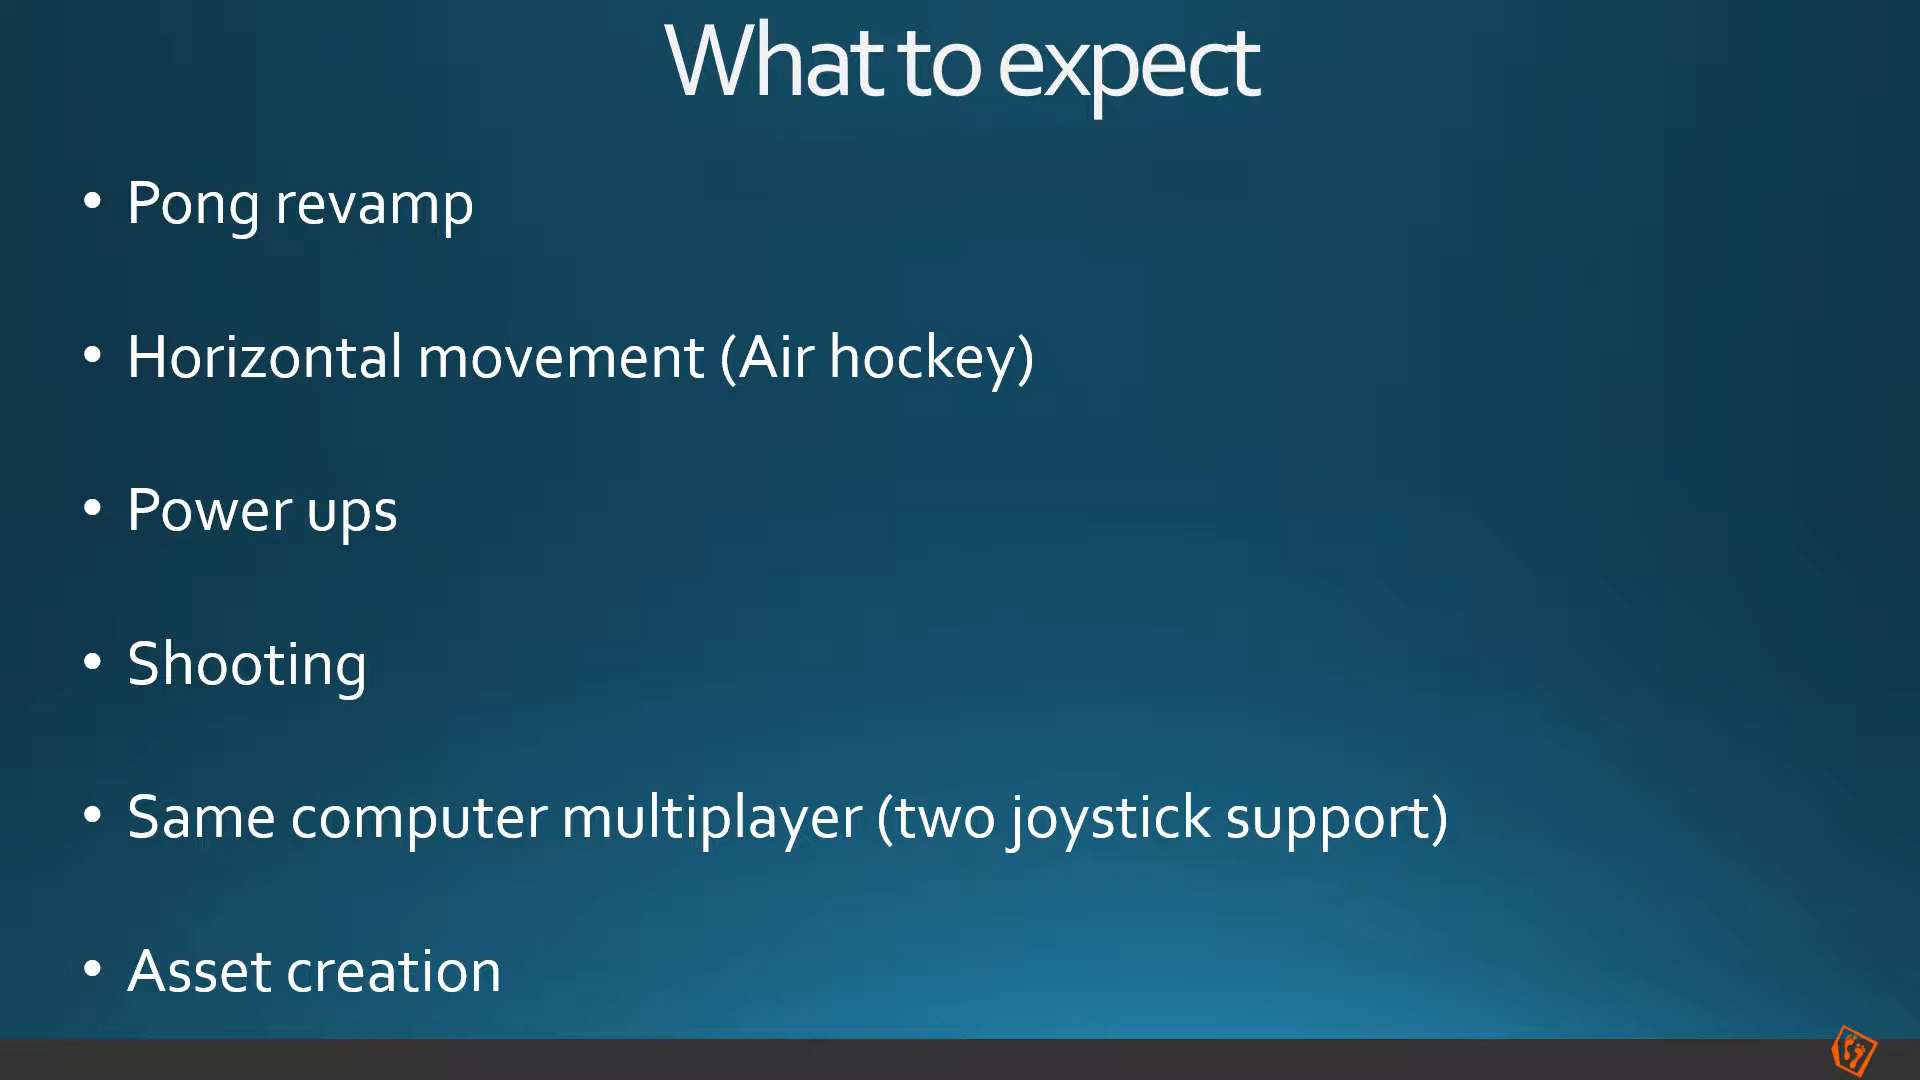 What to expect
• Pong revamp
• Horizontal movement (Air hockey)
• Power ups
• Shooting
• Same computer multiplayer (two joystick support)
• Asset creation